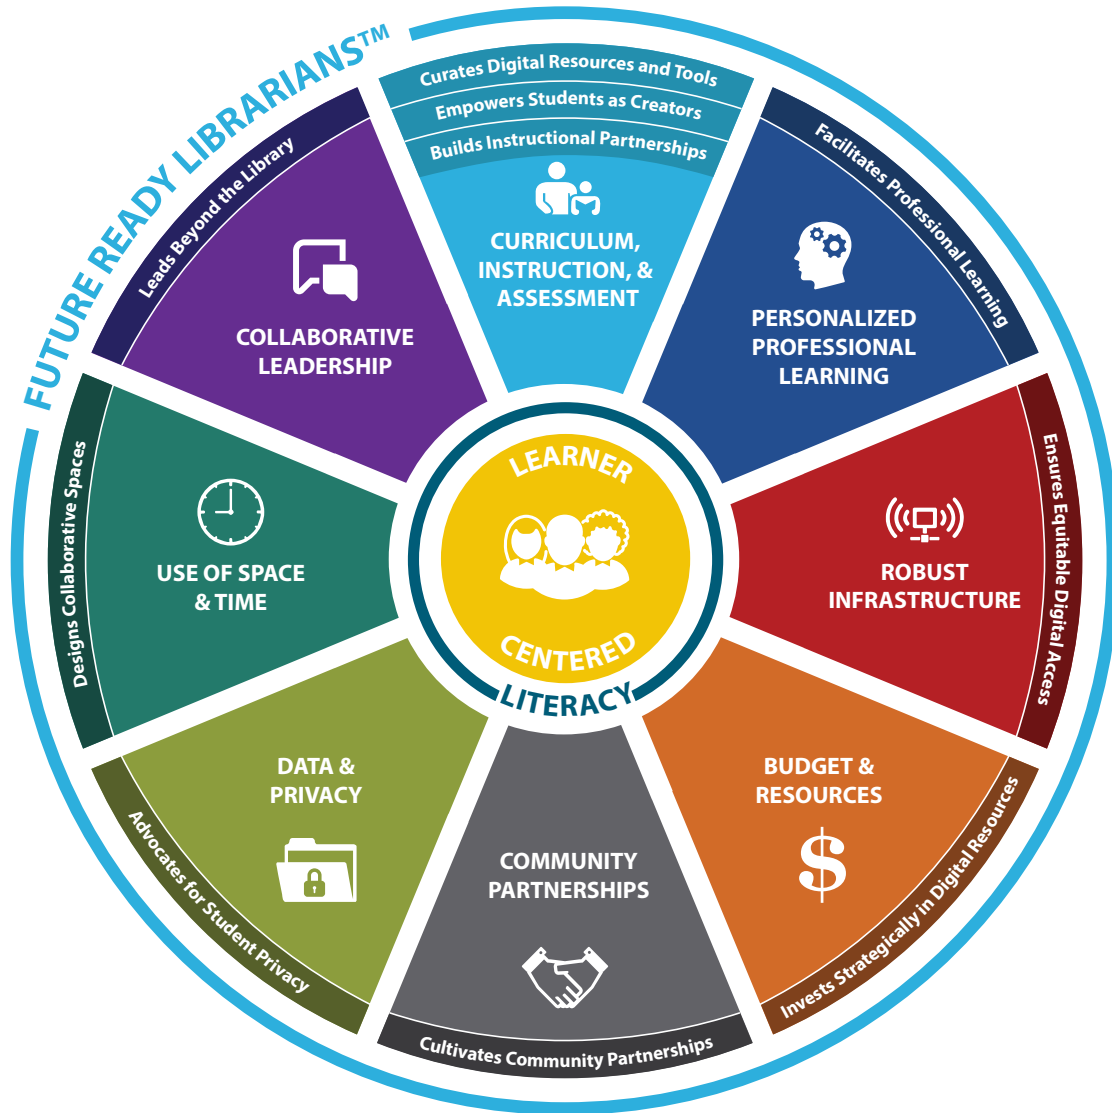 FUTURE READY LIBRARIANS™
Curates Digital Resources and Tools
Empowers Students as Creators
Builds Instructional Partnerships
CURRICULUM,
INSTRUCTION, &
ASSESSMENT
Facilitates Professional Learning
PERSONALIZED
PROFESSIONAL
LEARNING
Ensures Equitable Digital Access
ROBUST
INFRASTRUCTURE
Invests Strategically in Digital Resources
BUDGET &
RESOURCES
$
Cultivates Community Partnerships
COMMUNITY
PARTNERSHIPS
Advocates for Student Privacy
DATA &
PRIVACY
Designs Collaborative Spaces
USE OF SPACE
& TIME
Leads Beyond the Library
COLLABORATIVE
LEADERSHIP
LEARNER
CENTERED
LITERACY